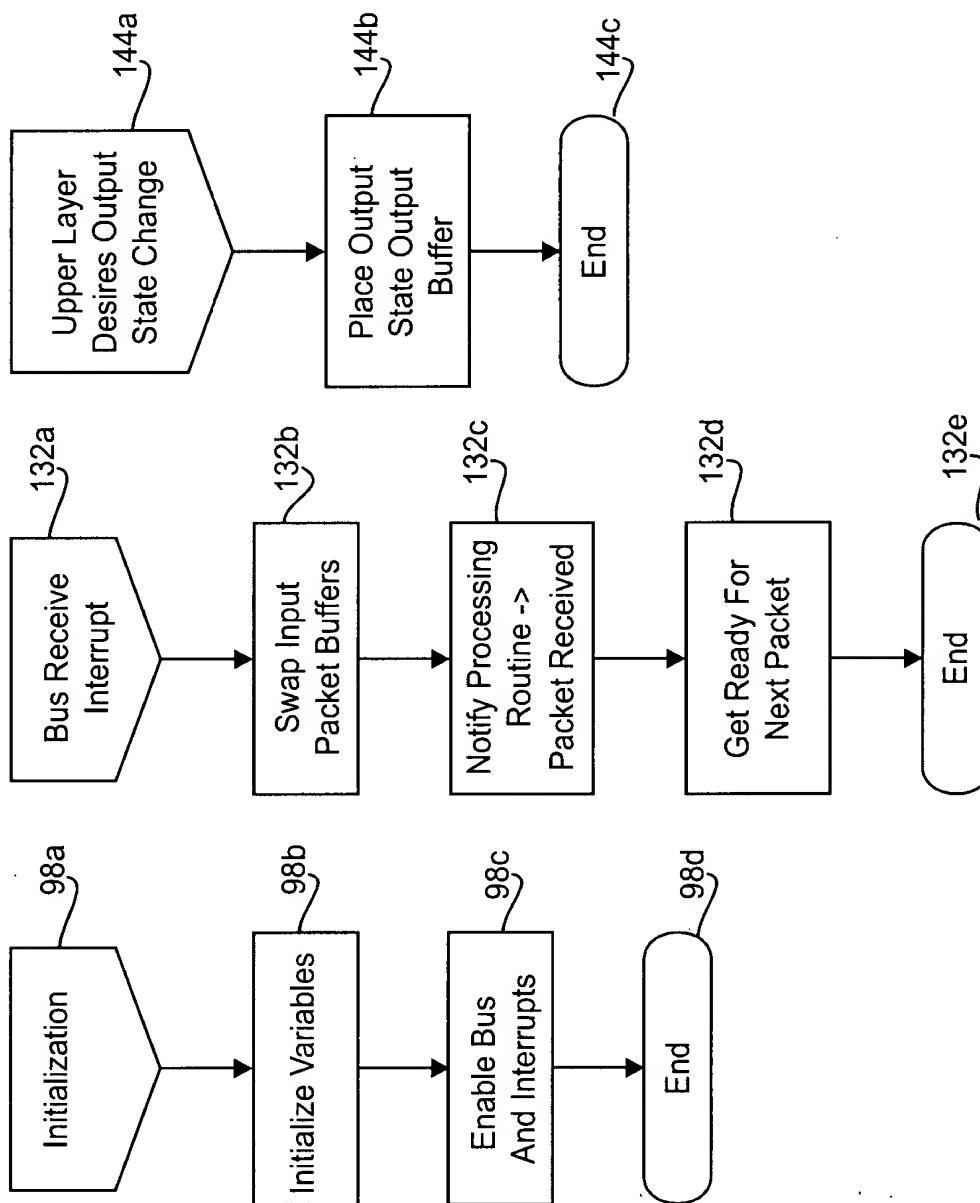 98a
Initialization
98b
Initialize Variables
98c
Enable Bus
And Interrupts
98d
End
132a
Bus Receive
Interrupt
132b
Swap Input
Packet Buffers
132c
Notify Processing
Routine ->
Packet Received
132d
Get Ready For
Next Packet
132e
End
144a
Upper Layer
Desires Output
State Change
144b
Place Output
State Output
Buffer
144c
End